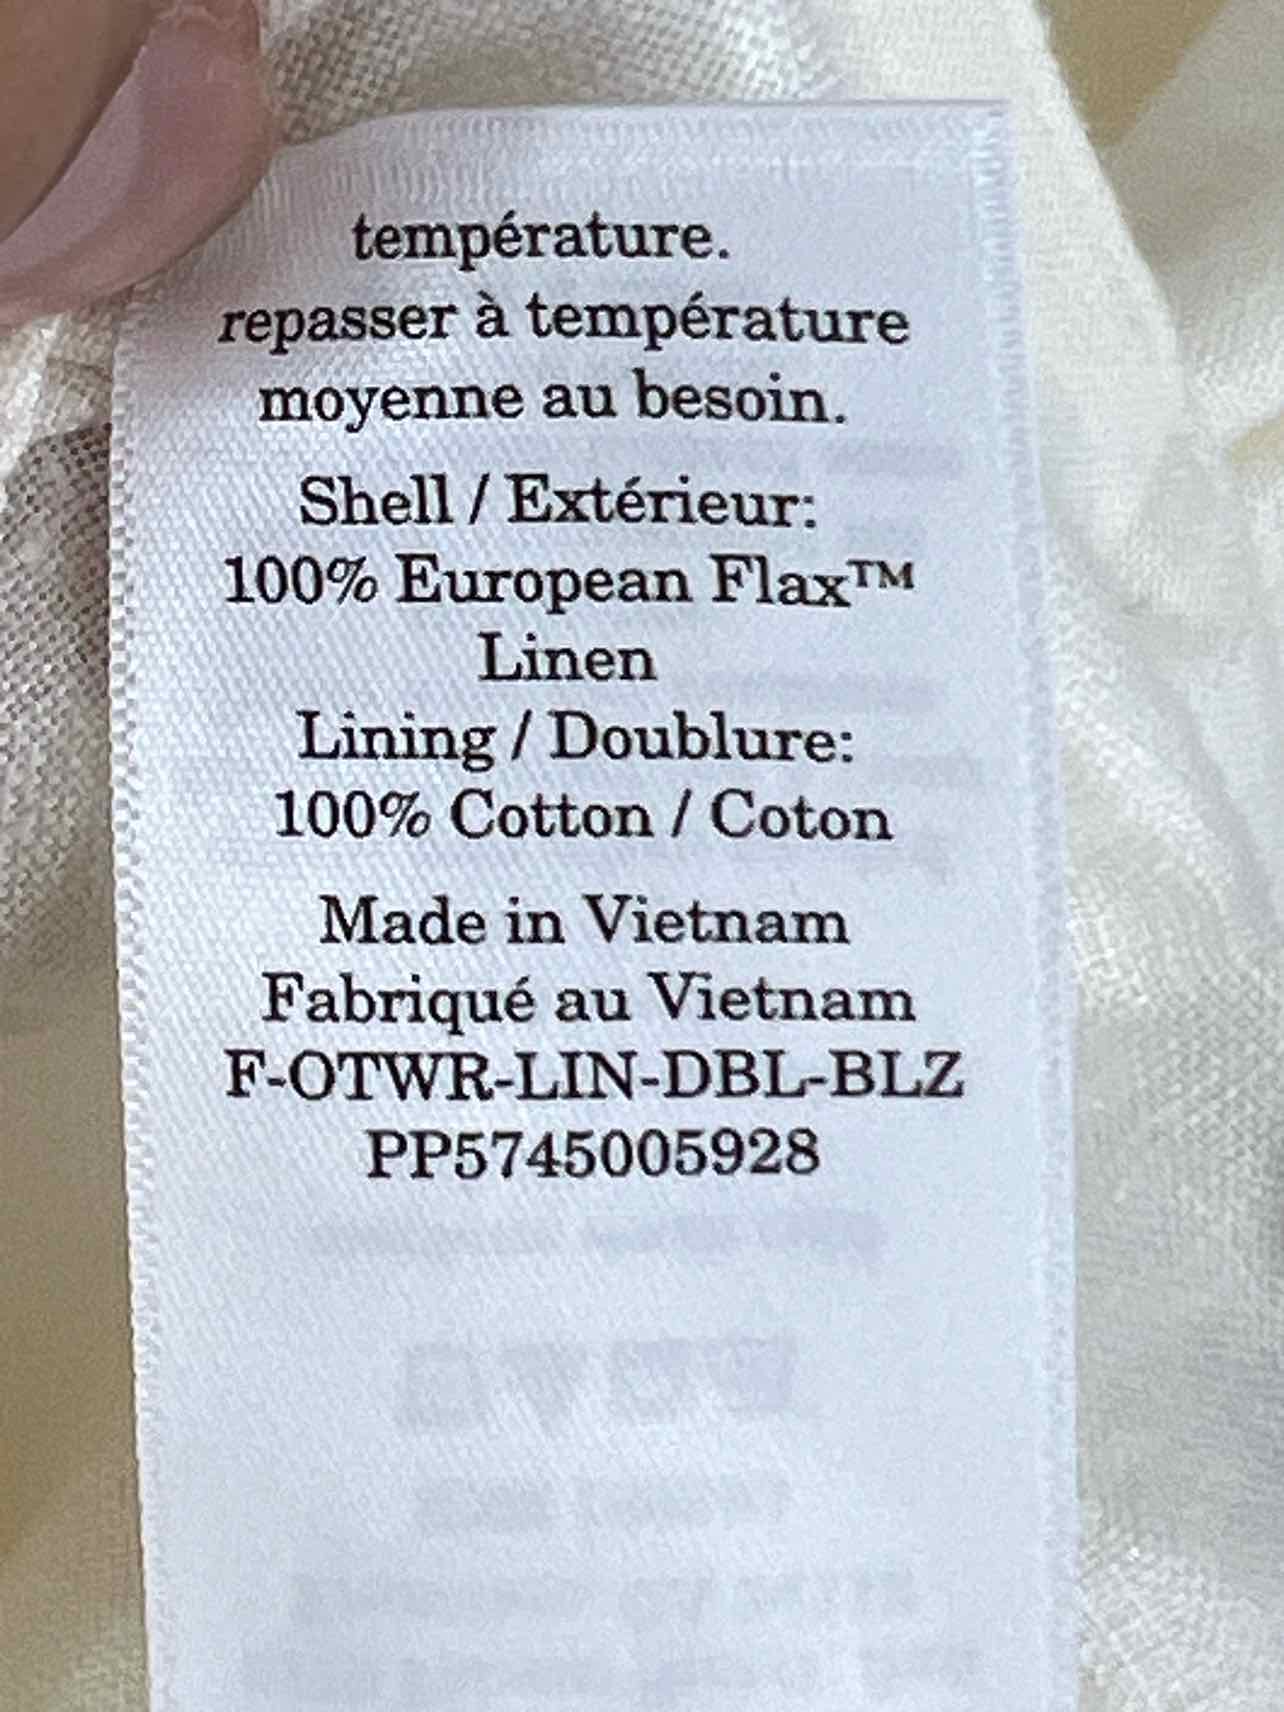 température.
repasser à température
moyenne au besoin.
Shell / Extérieur:
100% European Flax™
Linen
Lining / Doublure:
100% Cotton / Coton
Made in Vietnam
Fabriqué au Vietnam
F-OTWR-LIN-DBL-BLZ
PP5745005928